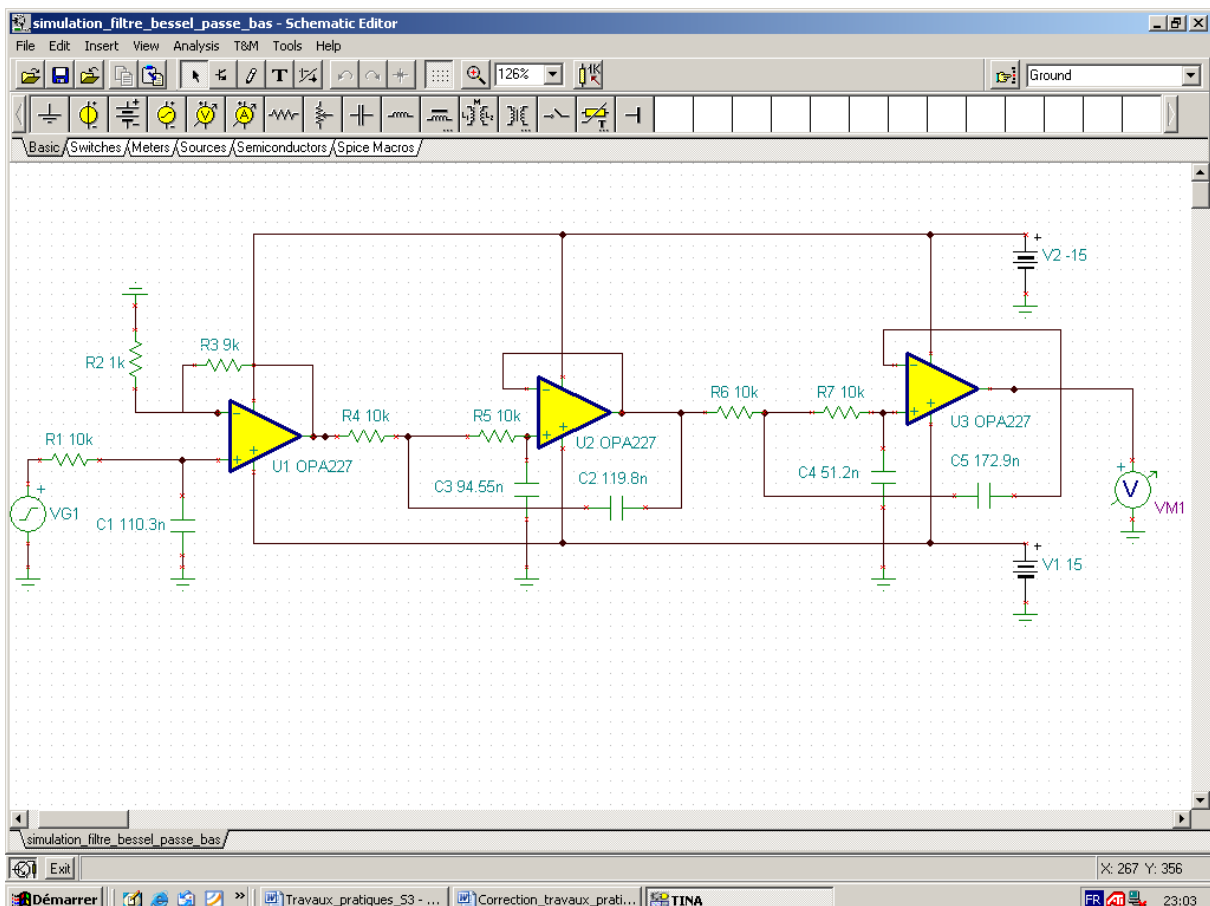 simulation_filtre_bessel_passe_bas - Schematic Editor
File Edit Insert View Analysis T&M Tools Help
126%
1K
Ground
Basic Switches Meters Sources Semiconductors Spice Macros
V2 -15
R3 9k
R2 1k
R4 10k
R5 10k
R6 10k
R7 10k
R1 10k
U1 OPA227
U2 OPA227
U3 OPA227
C3 94.55n
C2 119.8n
C4 51.2n
C5 172.9n
VG1
C1 110.3n
V
VM1
V1 15
simulation_filtre_bessel_passe_bas
Exit
X: 267 Y: 356
Démarrer
Travaux_pratiques_S3 - ...
Correction_travaux_prati...
TINA
FR
23:03